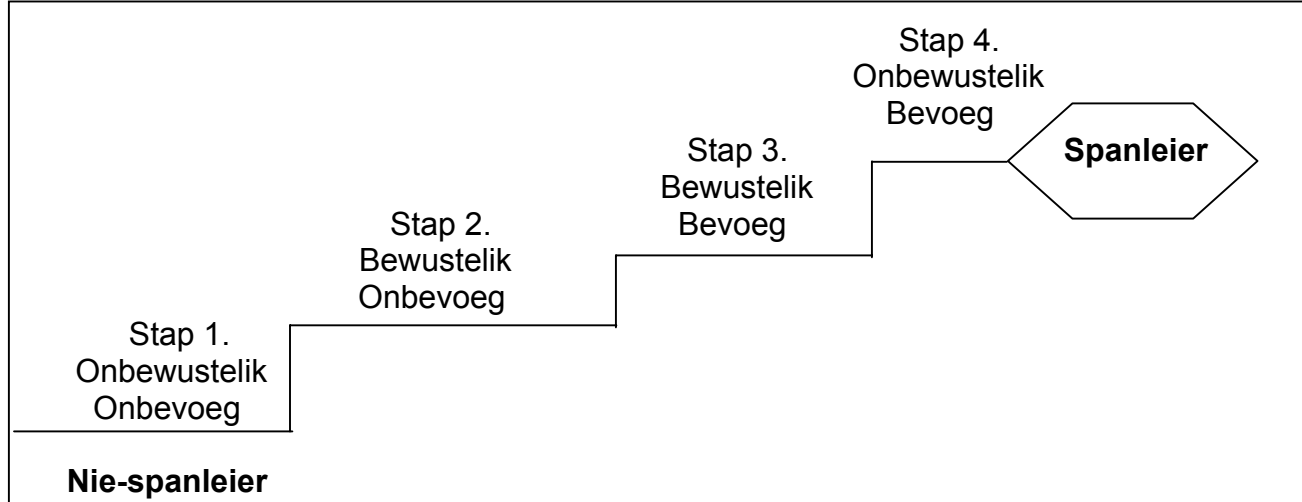 Stap 1.
Onbewustelik
Onbevoeg
Nie-spanleier
Stap 2.
Bewustelik
Onbevoeg
Stap 3.
Bewustelik
Bevoeg
Stap 4.
Onbewustelik
Bevoeg
Spanleier